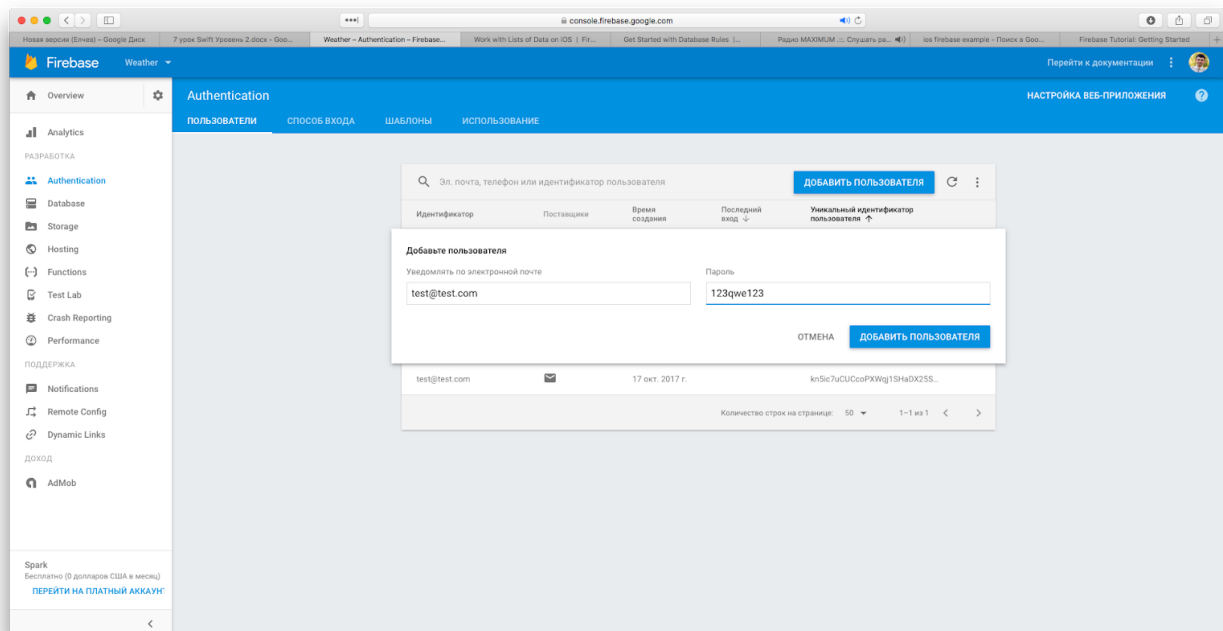 console.firebase.google.com
Новая версия (Елчев) – Google Диск
7 урок Swift Уровень 2.docx - Goo...
Weather – Authentication – Firebase...
Work with Lists of Data on iOS | Fir...
Get Started with Database Rules |...
Радио MAXIMUM .::. Слушать ра...
ios firebase example - Поиск в Goo...
Firebase Tutorial: Getting Started
Firebase
Weather
Перейти к документации
Overview
Authentication
НАСТРОЙКА ВЕБ-ПРИЛОЖЕНИЯ
ПОЛЬЗОВАТЕЛИ
СПОСОБ ВХОДА
ШАБЛОНЫ
ИСПОЛЬЗОВАНИЕ
Analytics
РАЗРАБОТКА
Authentication
Database
Storage
Hosting
Functions
Test Lab
Crash Reporting
Performance
ПОДДЕРЖКА
Notifications
Remote Config
Dynamic Links
ДОХОД
AdMob
Spark
Бесплатно (0 долларов США в месяц)
ПЕРЕЙТИ НА ПЛАТНЫЙ АККАУНТ
Эл. почта, телефон или идентификатор пользователя
ДОБАВИТЬ ПОЛЬЗОВАТЕЛЯ
Идентификатор
Поставщики
Время
создания
Последний
вход
Уникальный идентификатор
пользователя
Добавьте пользователя
Уведомлять по электронной почте
Пароль
test@test.com
123qwe123
ОТМЕНА
ДОБАВИТЬ ПОЛЬЗОВАТЕЛЯ
test@test.com
17 окт. 2017 г.
kn5ic7uCUCcoPXWqj1SHaDX25S...
Количество строк на странице:
50
1–1 из 1